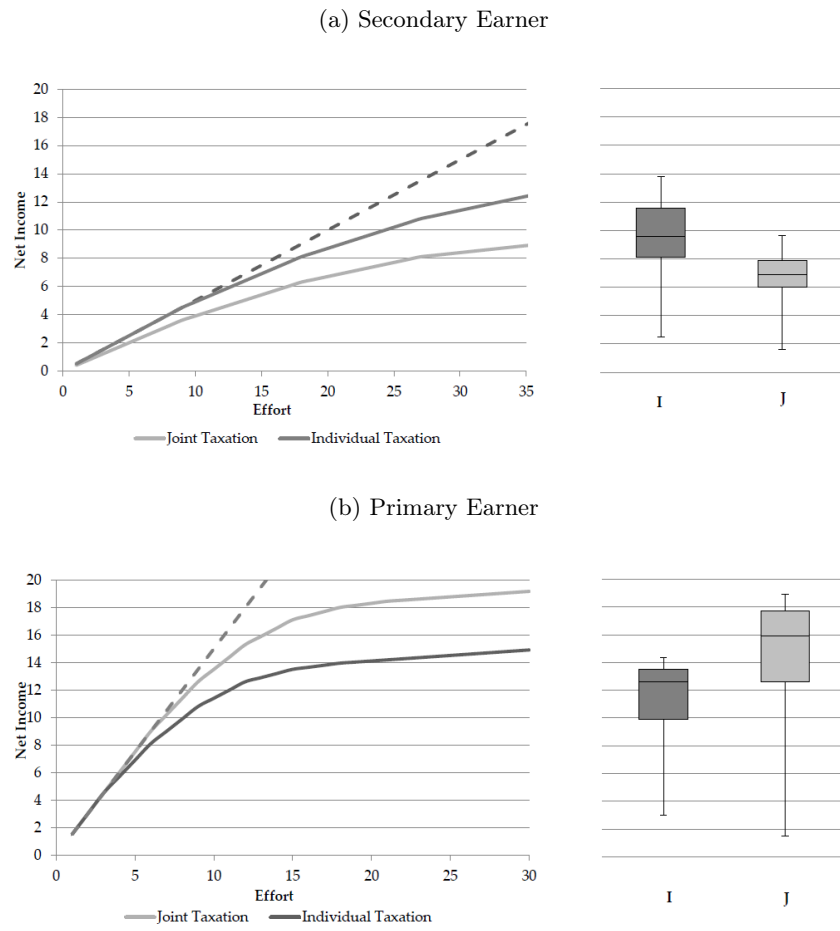 (a) Secondary Earner
20
18
16
14
12
10
8
6
4
2
0
Net Income
0 5 10 15 20 25 30 35
Effort
Joint Taxation Individual Taxation
I J
(b) Primary Earner
20
18
16
14
12
10
8
6
4
2
0
Net Income
0 5 10 15 20 25 30
Effort
Joint Taxation Individual Taxation
I J